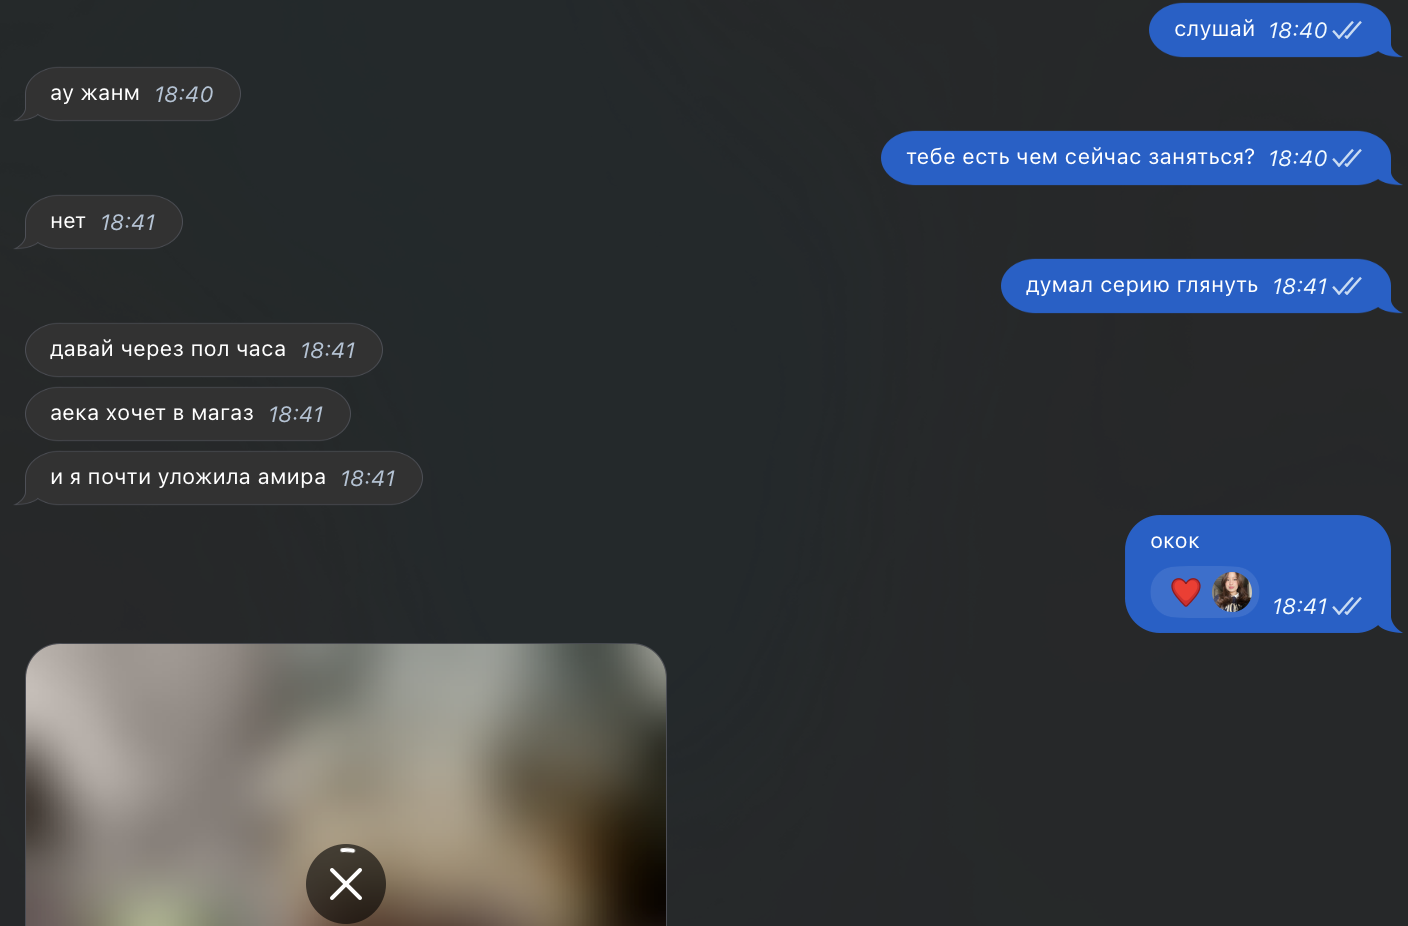 слушай 18:40
ау жанм 18:40
тебе есть чем сейчас заняться? 18:40
нет 18:41
думал серию глянуть 18:41
давай через пол часа 18:41
аека хочет в магаз 18:41
и я почти уложила амира 18:41
окок
❤️ 18:41